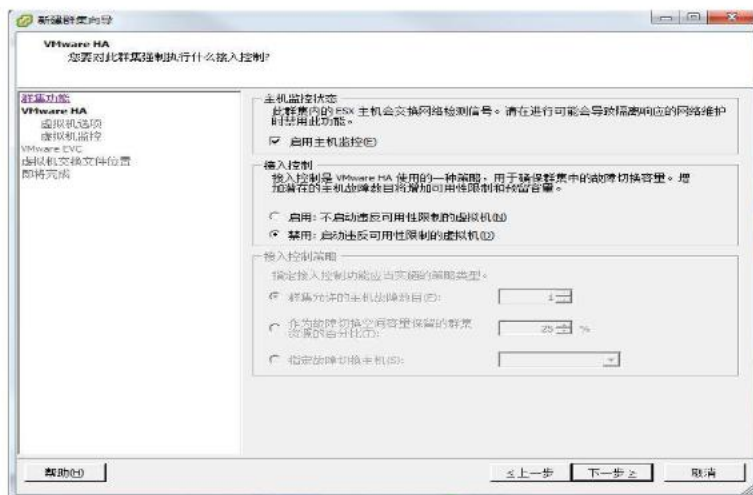 新建群集向导
VMware HA
您要对此群集强制执行什么接入控制?
群集功能
VMware HA
虚拟机选项
虚拟机监控
VMware EVC
虚拟机交换文件位置
即将完成
主机监控状态
此群集内的 ESX 主机会交换网络检测信号。请在进行可能会导致隔离响应的网络维护
时禁用此功能。
启用主机监控(E)
接入控制
接入控制是 VMware HA 使用的一种策略，用于确保群集中的故障切换容量。增
加潜在的主机故障数目将增加可用性限制和预留容量。
启用: 不启动违反可用性限制的虚拟机(N)
禁用: 启动违反可用性限制的虚拟机(D)
接入控制策略
指定接入控制功能应当实施的策略类型。
群集允许的主机故障数目(F):
1
作为故障切换空间容量保留的群集
资源的百分比(T):
25
%
指定故障切换主机(S):
帮助(H)
≤上一步
下一步≥
取消